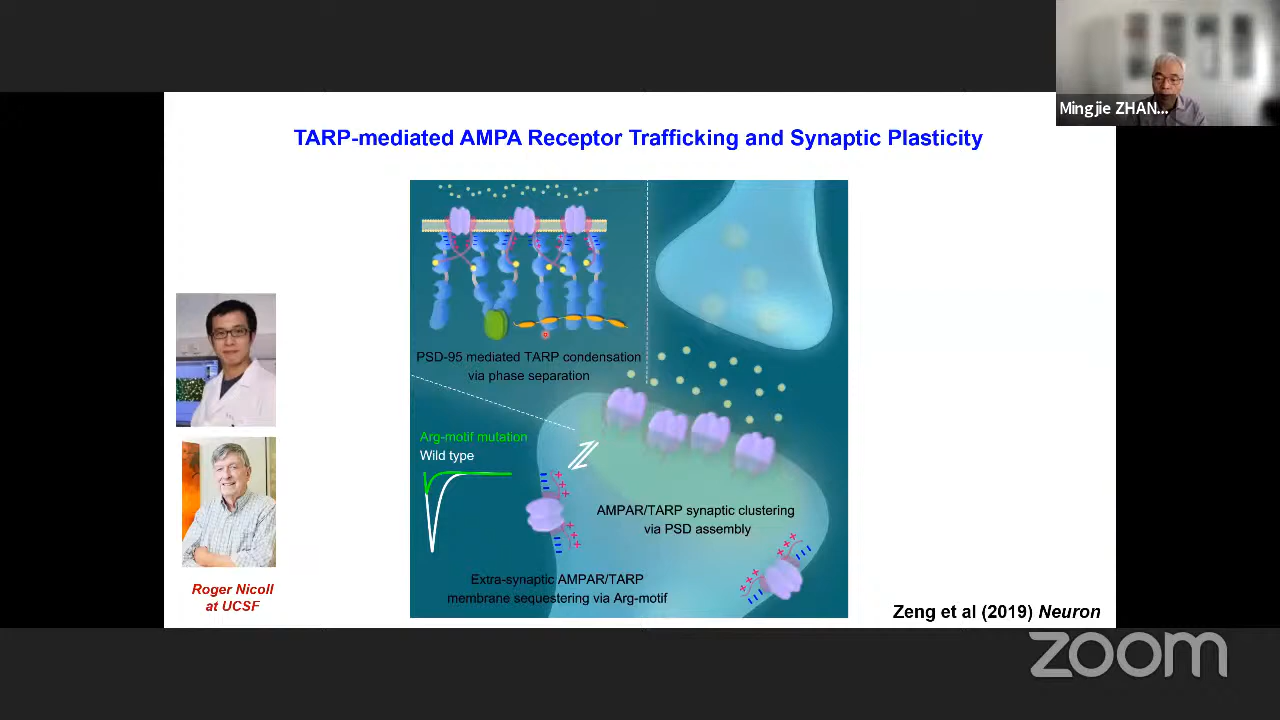 Mingjie ZHAN...
TARP-mediated AMPA Receptor Trafficking and Synaptic Plasticity
PSD-95 mediated TARP condensation
via phase separation
Arg-motif mutation
Wild type
AMPAR/TARP synaptic clustering
via PSD assembly
Extra-synaptic AMPAR/TARP
membrane sequestering via Arg-motif
Roger Nicoll
at UCSF
Zeng et al (2019) Neuron
zoom